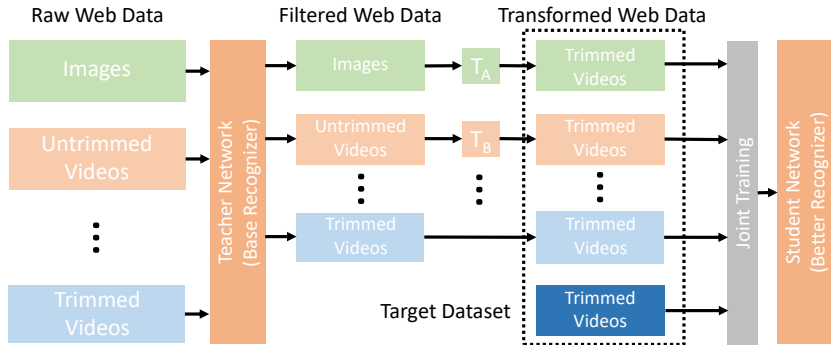 Raw Web Data
Filtered Web Data
Transformed Web Data
Images
Untrimmed
Videos
Trimmed
Videos
Teacher Network
(Base Recognizer)
Images
T_A
Trimmed
Videos
Untrimmed
Videos
T_B
Trimmed
Videos
Trimmed
Videos
Trimmed
Videos
Target Dataset
Trimmed
Videos
Joint Training
Student Network
(Better Recognizer)